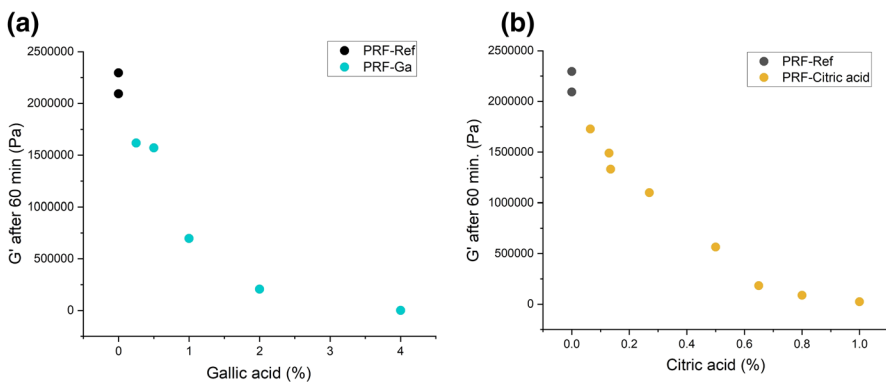 (a)
PRF-Ref
PRF-Ga
2500000
2000000
1500000
1000000
500000
0
G' after 60 min (Pa)
0 1 2 3 4
Gallic acid (%)
(b)
PRF-Ref
PRF-Citric acid
2500000
2000000
1500000
1000000
500000
0
G' after 60 min. (Pa)
0.0 0.2 0.4 0.6 0.8 1.0
Citric acid (%)